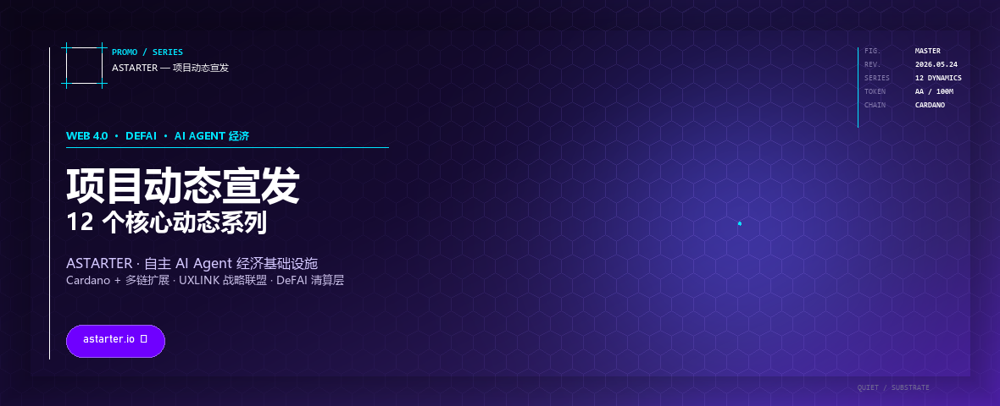 PROMO / SERIES
ASTARTER — 项目动态宣发
FIG. MASTER
REV. 2026.05.24
SERIES 12 DYNAMICS
TOKEN AA / 100M
CHAIN CARDANO
WEB 4.0 · DEFAI · AI AGENT 经济
项目动态宣发
12 个核心动态系列
ASTARTER · 自主 AI Agent 经济基础设施
Cardano + 多链扩展 · UXLINK 战略联盟 · DeFAI 清算层
astarter.io
QUIET / SUBSTRATE